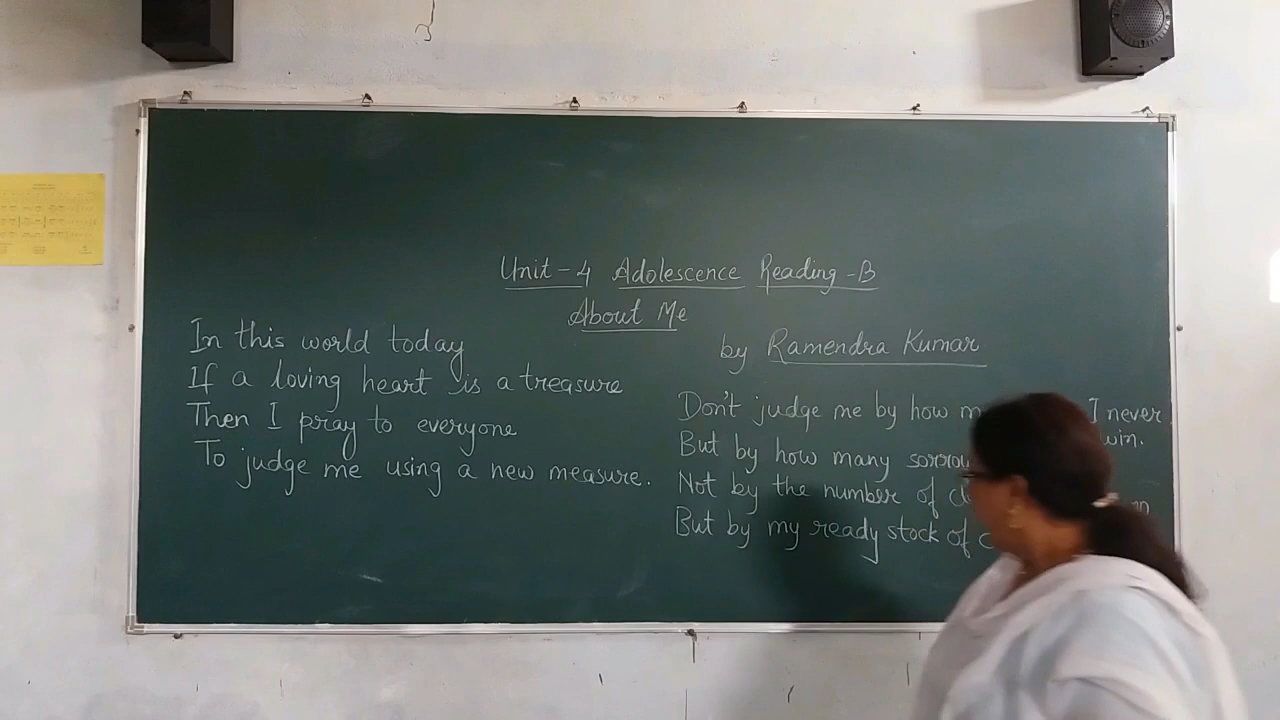 Unit-4 Adolescence Reading-B
About Me
by Ramendra Kumar
In this world today
If a loving heart is a treasure
Then I pray to everyone
To judge me using a new measure.
Don't judge me by how I never
win.
But by how many
Not by the number of
But by my ready stock of